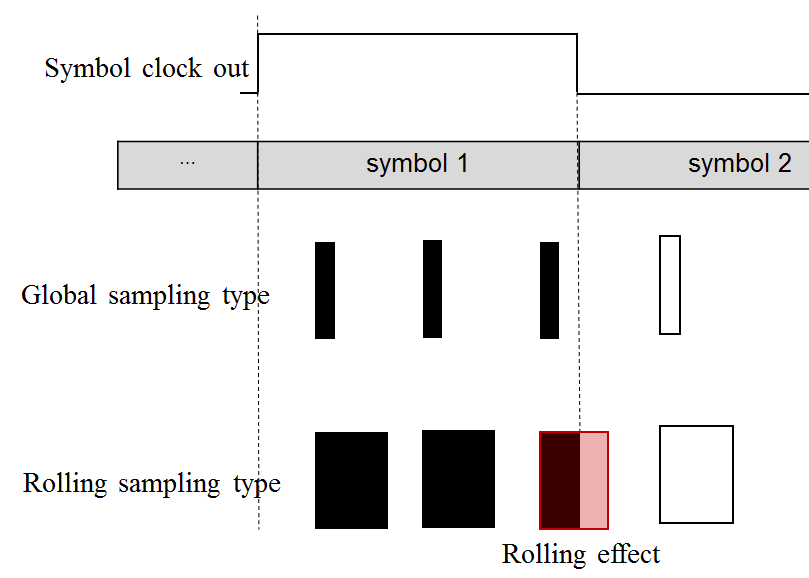 Symbol clock out
...
symbol 1
symbol 2
Global sampling type
Rolling sampling type
Rolling effect